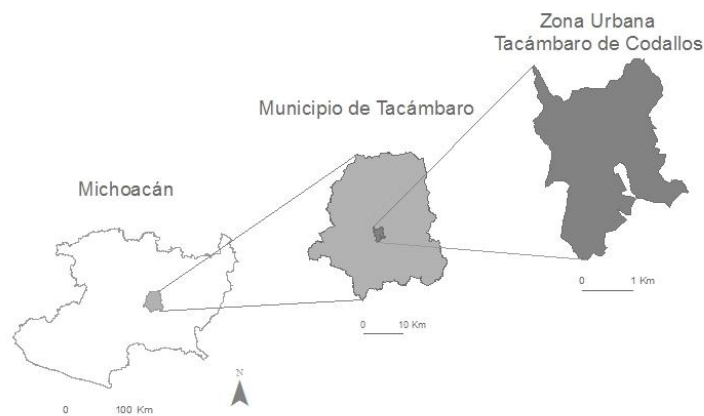 Zona Urbana
Tacámbaro de Codallos
Municipio de Tacámbaro
Michoacán
0 1 Km
0 10 Km
N
0 100 Km